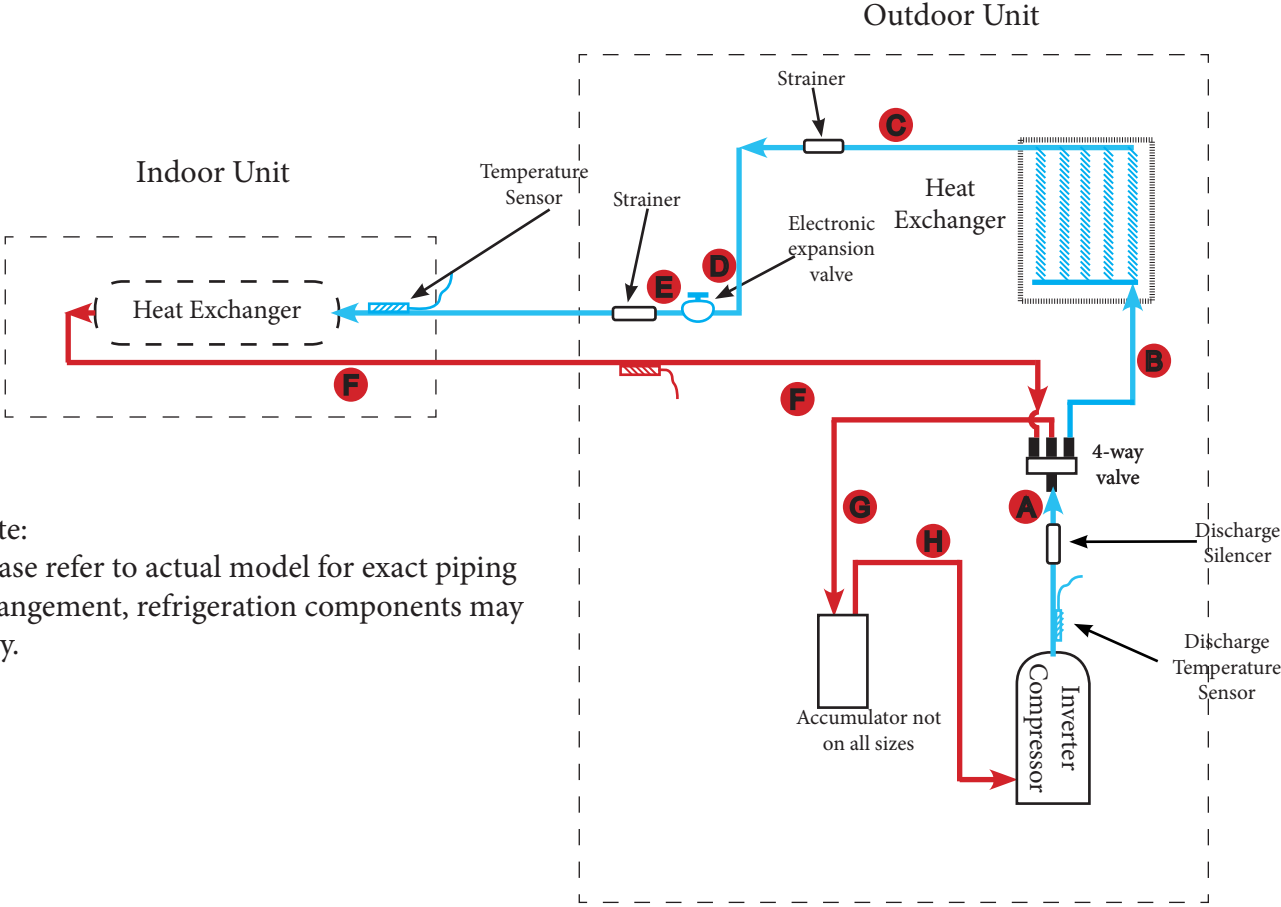 Outdoor Unit
Strainer
C
Indoor Unit
Temperature
Sensor
Strainer
Heat
Exchanger
Electronic
expansion
valve
D
E
Heat Exchanger
B
F
F
4-way
valve
G
A
H
Discharge
Silencer
te:
ase refer to actual model for exact piping
angement, refrigeration components may
y.
Discharge
Temperature
Sensor
Inverter
Compressor
Accumulator not
on all sizes